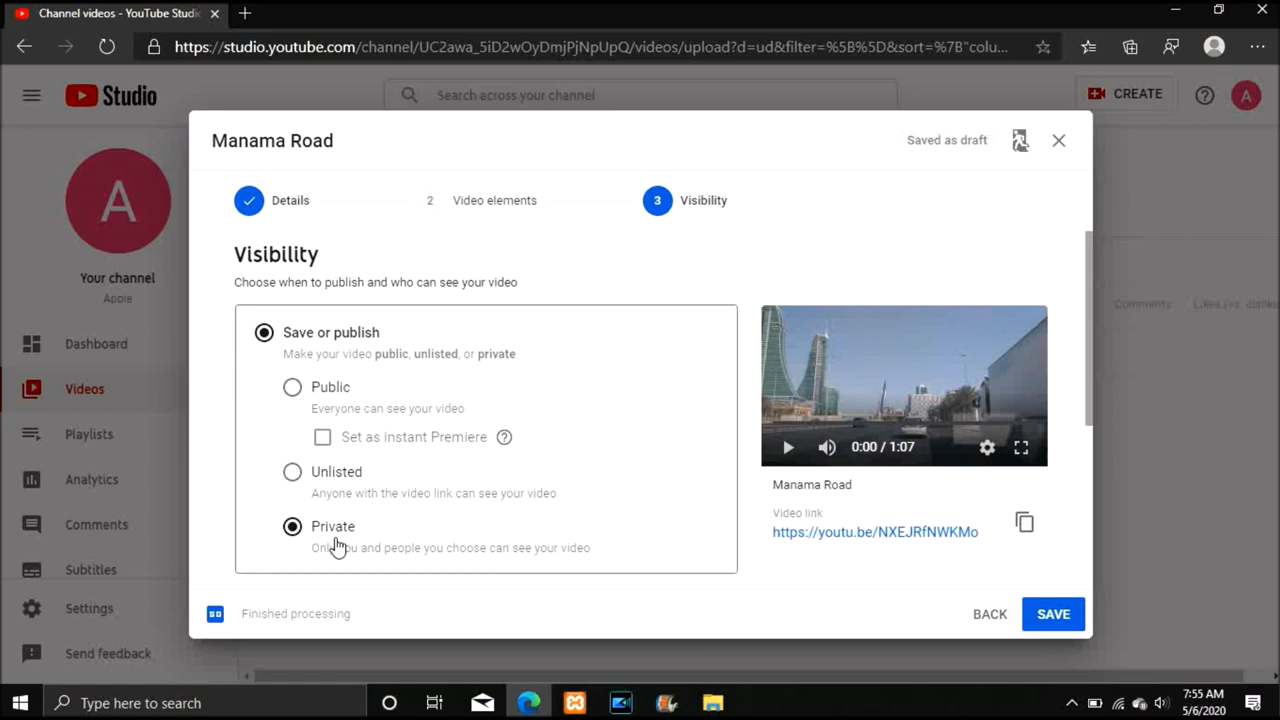 Channel videos - YouTube Studio
https://studio.youtube.com/channel/UC2awa_5iD2wOyDmjPjNpUpQ/videos/upload?d=ud&filter=%5B%5D&sort=%7B"colu...
Studio
Search across your channel
CREATE
A
A
Your channel
Apple
Dashboard
Videos
Playlists
Analytics
Comments
Subtitles
Settings
Send feedback
Comments
Likes (vs. dislike
Manama Road
Saved as draft
Details
2 Video elements
3 Visibility
Visibility
Choose when to publish and who can see your video
Save or publish
Make your video public, unlisted, or private
Public
Everyone can see your video
Set as instant Premiere
Unlisted
Anyone with the video link can see your video
Private
Only you and people you choose can see your video
0:00 / 1:07
Manama Road
Video link
https://youtu.be/NXEJRfNWKMo
SD Finished processing
BACK
SAVE
Type here to search
7:55 AM
5/6/2020